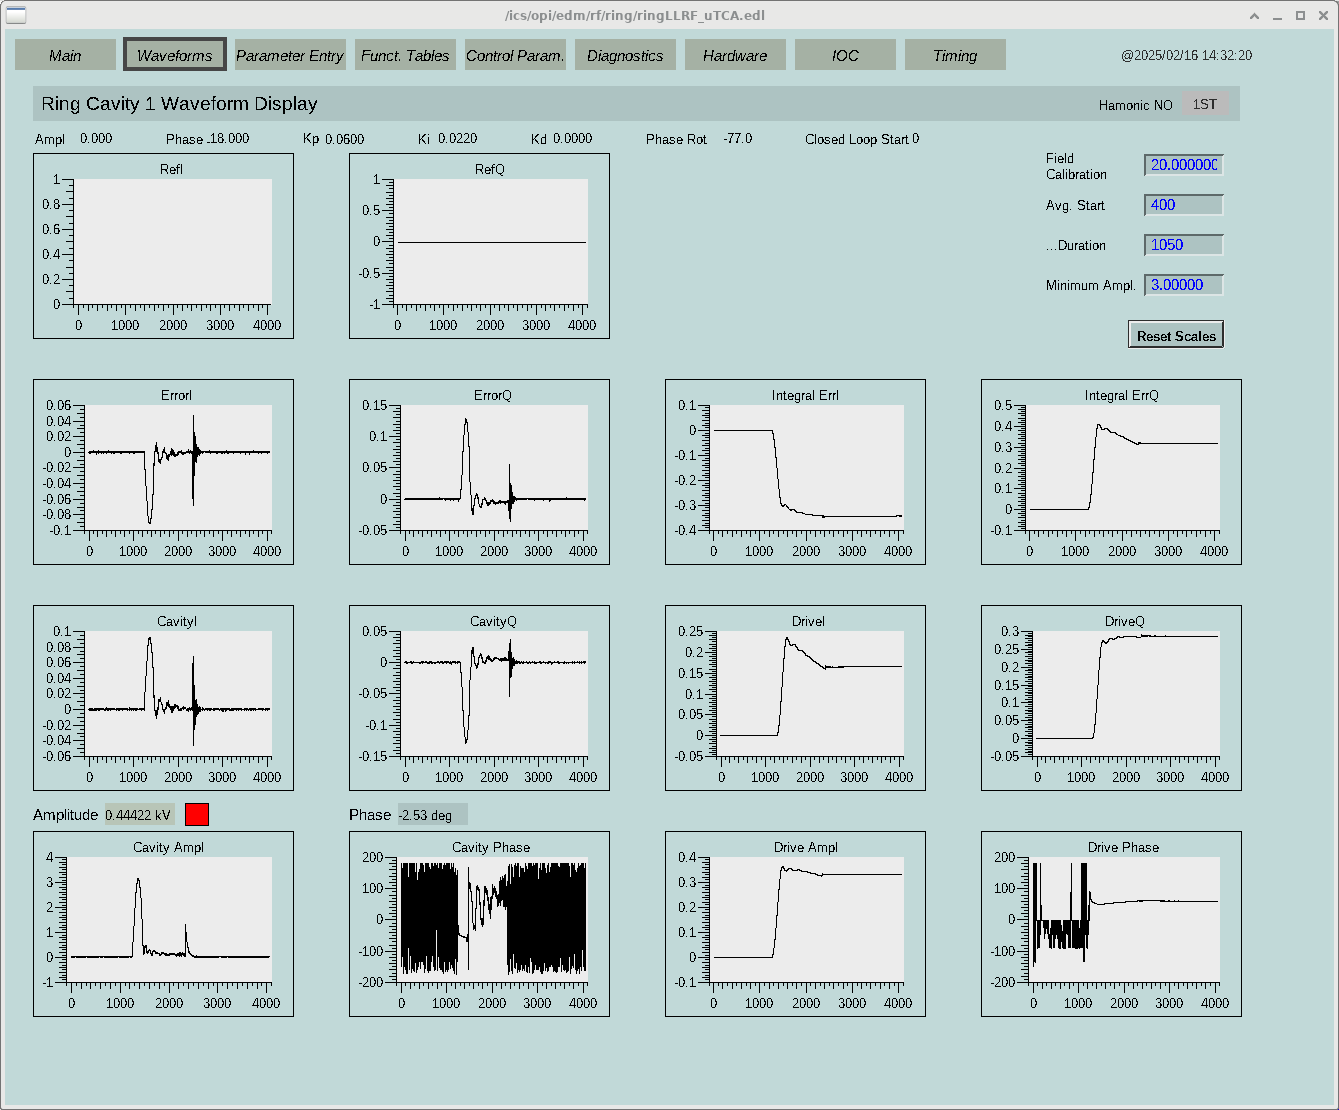 /ics/opi/edm/rf/ring/ringLLRF_uTCA.edl
Main Waveforms Parameter Entry Funct. Tables Control Param. Diagnostics Hardware IOC Timing @2025/02/16 14:32:20
Ring Cavity 1 Waveform Display Hamonic NO 1ST
Ampl 0.000 Phase -18.000 Kp 0.0600 Ki 0.0220 Kd 0.0000 Phase Rot -77.0 Closed Loop Start 0
Field
Calibration 20.000000
Avg. Start 400
...Duration 1050
Minimum Ampl. 3.00000
Reset Scales
RefI
1
0.8
0.6
0.4
0.2
0
0 1000 2000 3000 4000
RefQ
1
0.5
0
-0.5
-1
0 1000 2000 3000 4000
ErrorI
0.06
0.04
0.02
0
-0.02
-0.04
-0.06
-0.08
-0.1
0 1000 2000 3000 4000
ErrorQ
0.15
0.1
0.05
0
-0.05
0 1000 2000 3000 4000
Integral ErrI
0.1
0
-0.1
-0.2
-0.3
-0.4
0 1000 2000 3000 4000
Integral ErrQ
0.5
0.4
0.3
0.2
0.1
0
-0.1
0 1000 2000 3000 4000
CavityI
0.1
0.08
0.06
0.04
0.02
0
-0.02
-0.04
-0.06
0 1000 2000 3000 4000
CavityQ
0.05
0
-0.05
-0.1
-0.15
0 1000 2000 3000 4000
DriveI
0.25
0.2
0.15
0.1
0.05
0
-0.05
0 1000 2000 3000 4000
DriveQ
0.3
0.25
0.2
0.15
0.1
0.05
0
-0.05
0 1000 2000 3000 4000
Amplitude 0.44422 kV
Phase -2.53 deg
Cavity Ampl
4
3
2
1
0
-1
0 1000 2000 3000 4000
Cavity Phase
200
100
0
-100
-200
0 1000 2000 3000 4000
Drive Ampl
0.4
0.3
0.2
0.1
0
-0.1
0 1000 2000 3000 4000
Drive Phase
200
100
0
-100
-200
0 1000 2000 3000 4000